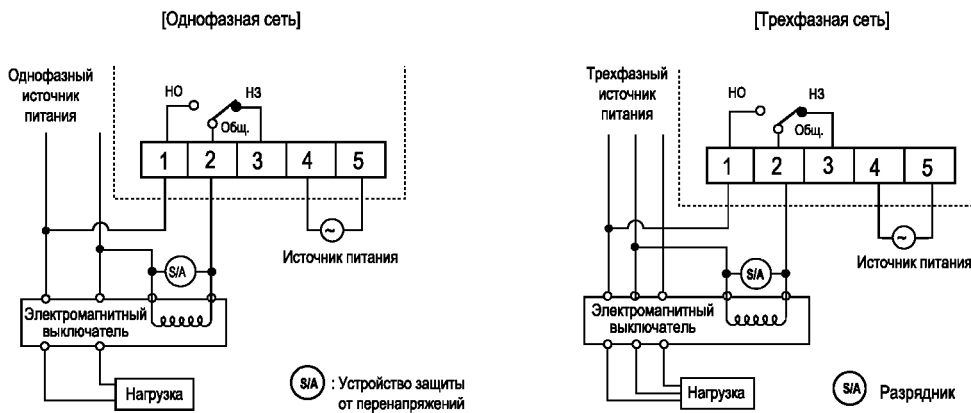 [Однофазная сеть]
Однофазный
источник
питания
НО
НЗ
Общ.
1 2 3 4 5
Источник питания
S/A
Электромагнитный
выключатель
Нагрузка
S/A : Устройство защиты
от перенапряжений
[Трехфазная сеть]
Трехфазный
источник
питания
НО
НЗ
Общ.
1 2 3 4 5
Источник питания
S/A
Электромагнитный
выключатель
Нагрузка
S/A Разрядник